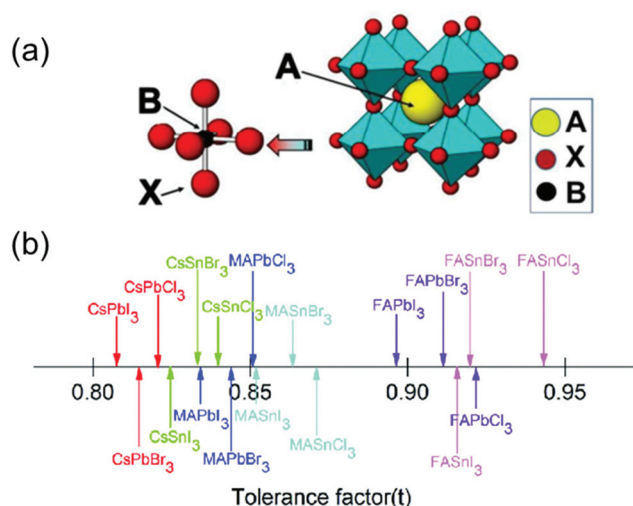 (a)
A
B
X
A
X
B
(b)
CsSnBr₃
MAPbCl₃
FASnBr₃
FASnCl₃
CsPbCl₃
FAPbBr₃
CsPbI₃
CsSnCl₃
MASnBr₃
FAPbI₃
0.80
0.85
0.90
0.95
CsSnI₃
MAPbI₃
MASnI₃
FAPbCl₃
CsPbBr₃
MAPbBr₃
MASnCl₃
FASnI₃
Tolerance factor(t)